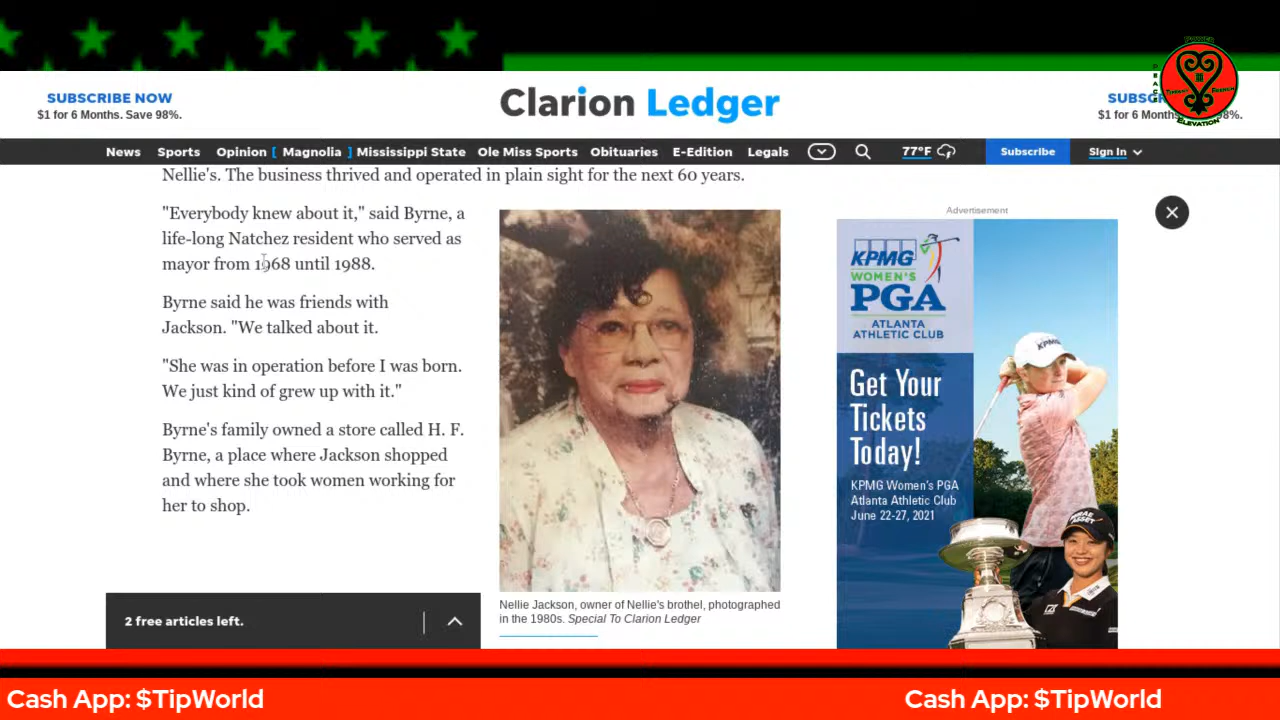 SUBSCRIBE NOW
$1 for 6 Months. Save 98%.
Clarion Ledger
SUBSC
$1 for 6 Month 98%.
POWER
PEACE
ELEVATION
News Sports Opinion [ Magnolia ] Mississippi State Ole Miss Sports Obituaries E-Edition Legals 77°F Subscribe Sign In
Nellie's. The business thrived and operated in plain sight for the next 60 years.
"Everybody knew about it," said Byrne, a
life-long Natchez resident who served as
mayor from 1968 until 1988.
Byrne said he was friends with
Jackson. "We talked about it.
"She was in operation before I was born.
We just kind of grew up with it."
Byrne's family owned a store called H. F.
Byrne, a place where Jackson shopped
and where she took women working for
her to shop.
Nellie Jackson, owner of Nellie's brothel, photographed
in the 1980s. Special To Clarion Ledger
Advertisement
KPMG
WOMEN'S
PGA
ATLANTA
ATHLETIC CLUB
Get Your
Tickets
Today!
KPMG Women's PGA
Atlanta Athletic Club
June 22-27, 2021
KPMG
2 free articles left.
Cash App: $TipWorld
Cash App: $TipWorld